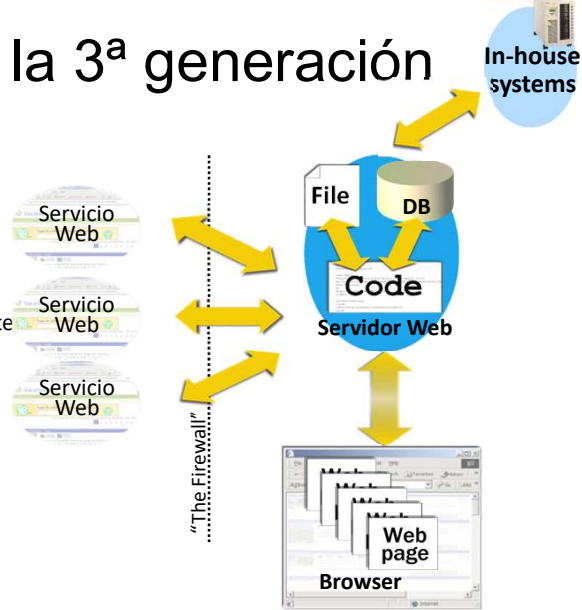 la 3ª generación
In-house
systems
File
DB
Code
Servidor Web
Servicio
Web
Servicio
Web
Servicio
Web
"The Firewall"
Web
page
Browser